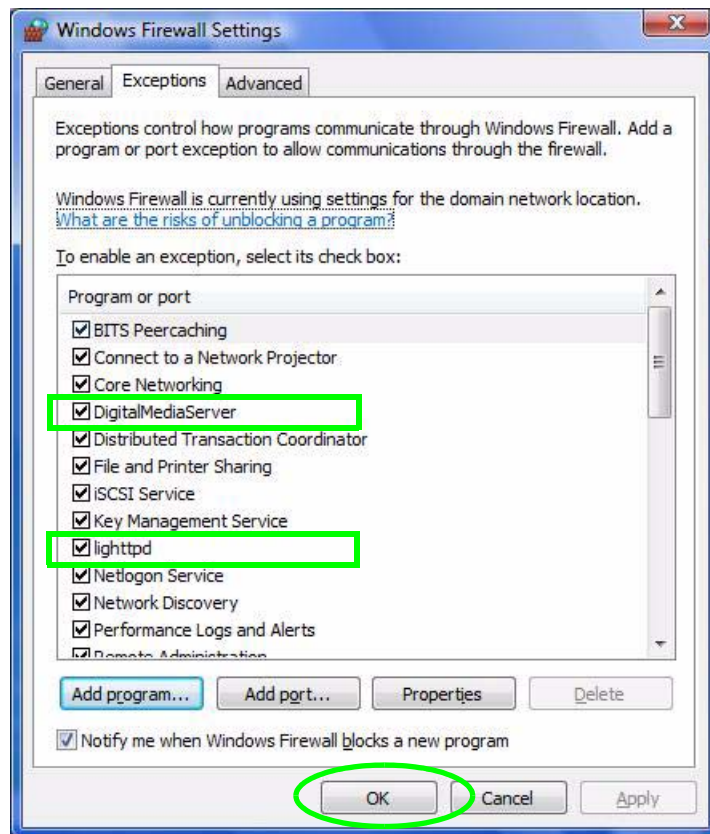 Windows Firewall Settings
General Exceptions Advanced
Exceptions control how programs communicate through Windows Firewall. Add a
program or port exception to allow communications through the firewall.
Windows Firewall is currently using settings for the domain network location.
What are the risks of unblocking a program?
To enable an exception, select its check box:
Program or port
BITS Peercaching
Connect to a Network Projector
Core Networking
DigitalMediaServer
Distributed Transaction Coordinator
File and Printer Sharing
iSCSI Service
Key Management Service
lighttpd
Netlogon Service
Network Discovery
Performance Logs and Alerts
Remote Administration
Add program... Add port... Properties Delete
Notify me when Windows Firewall blocks a new program
OK Cancel Apply